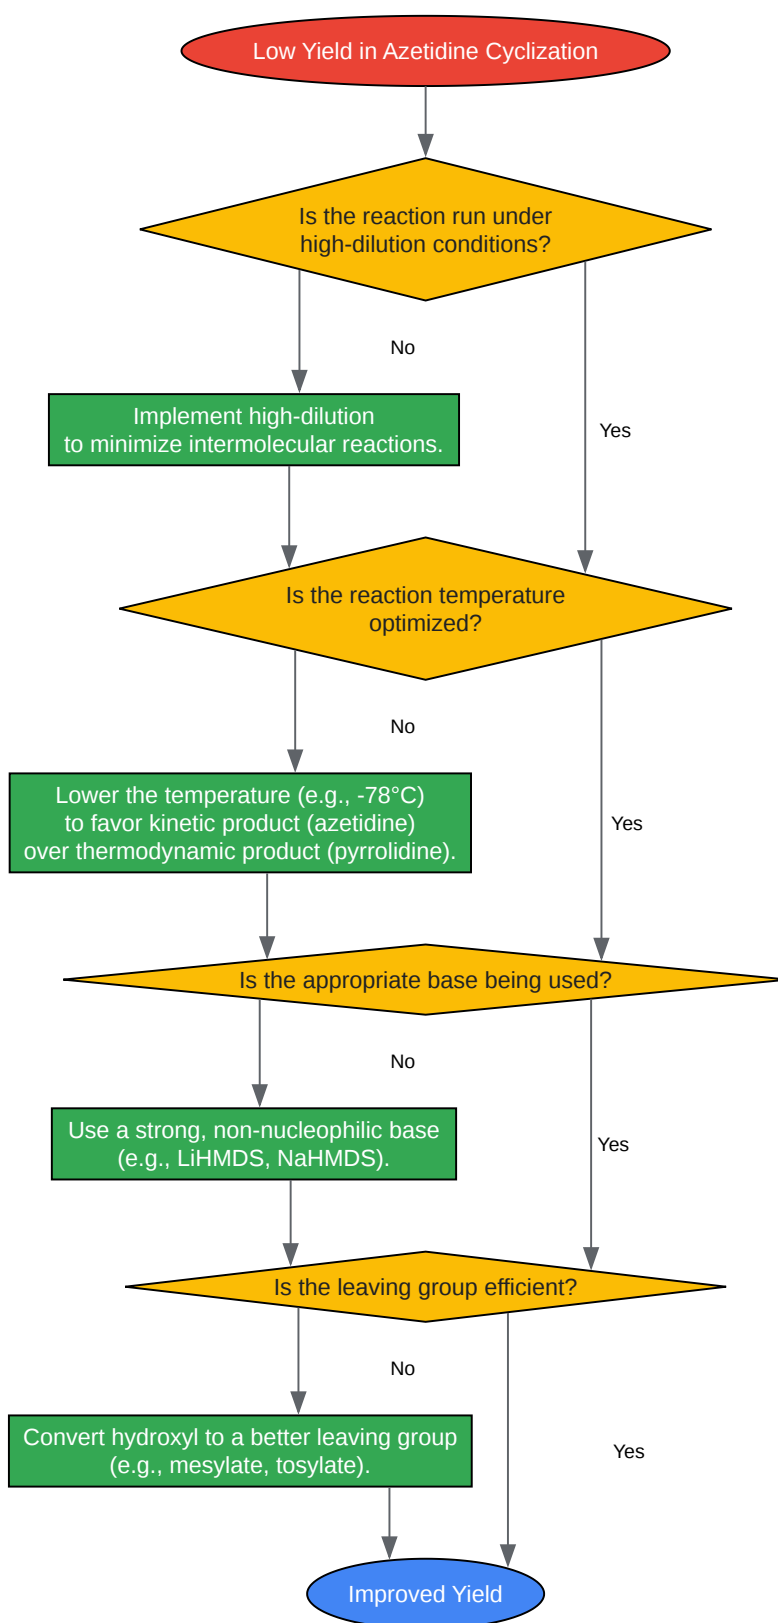 Low Yield in Azetidine Cyclization
Is the reaction run under
high-dilution conditions?
No
Implement high-dilution
to minimize intermolecular reactions.
Yes
Is the reaction temperature
optimized?
No
Lower the temperature (e.g., -78°C)
to favor kinetic product (azetidine)
over thermodynamic product (pyrrolidine).
Yes
Is the appropriate base being used?
No
Use a strong, non-nucleophilic base
(e.g., LiHMDS, NaHMDS).
Yes
Is the leaving group efficient?
No
Convert hydroxyl to a better leaving group
(e.g., mesylate, tosylate).
Yes
Improved Yield